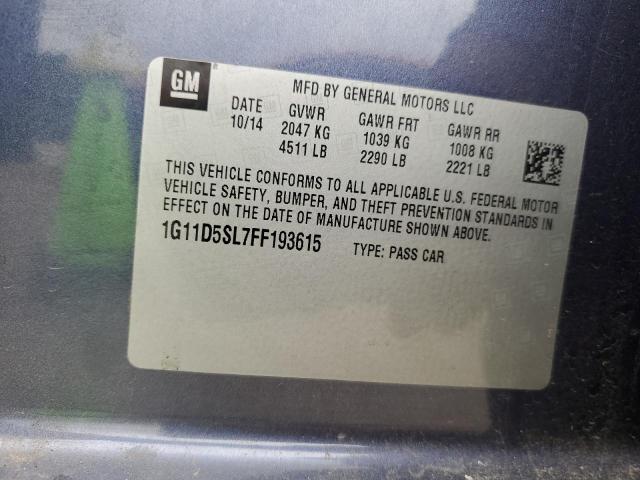 GM
MFD BY GENERAL MOTORS LLC
DATE GVWR GAWR FRT GAWR RR
10/14 2047 KG 1039 KG 1008 KG
4511 LB 2290 LB 2221 LB
THIS VEHICLE CONFORMS TO ALL APPLICABLE U.S. FEDERAL MOTOR
VEHICLE SAFETY, BUMPER, AND THEFT PREVENTION STANDARDS IN
EFFECT ON THE DATE OF MANUFACTURE SHOWN ABOVE.
1G11D5SL7FF193615 TYPE: PASS CAR